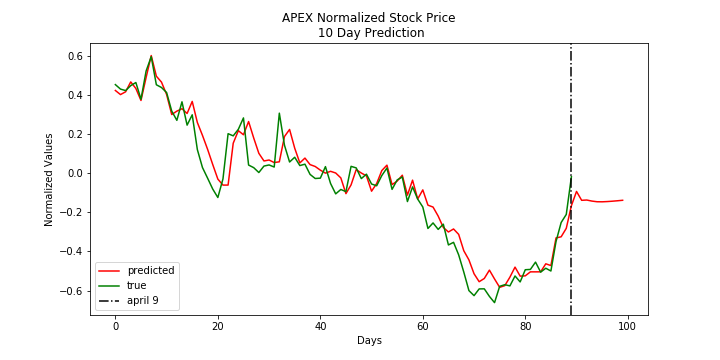 APEX Normalized Stock Price
10 Day Prediction
Normalized Values
0.6
0.4
0.2
0.0
−0.2
−0.4
−0.6
predicted
true
april 9
0
20
40
60
80
100
Days